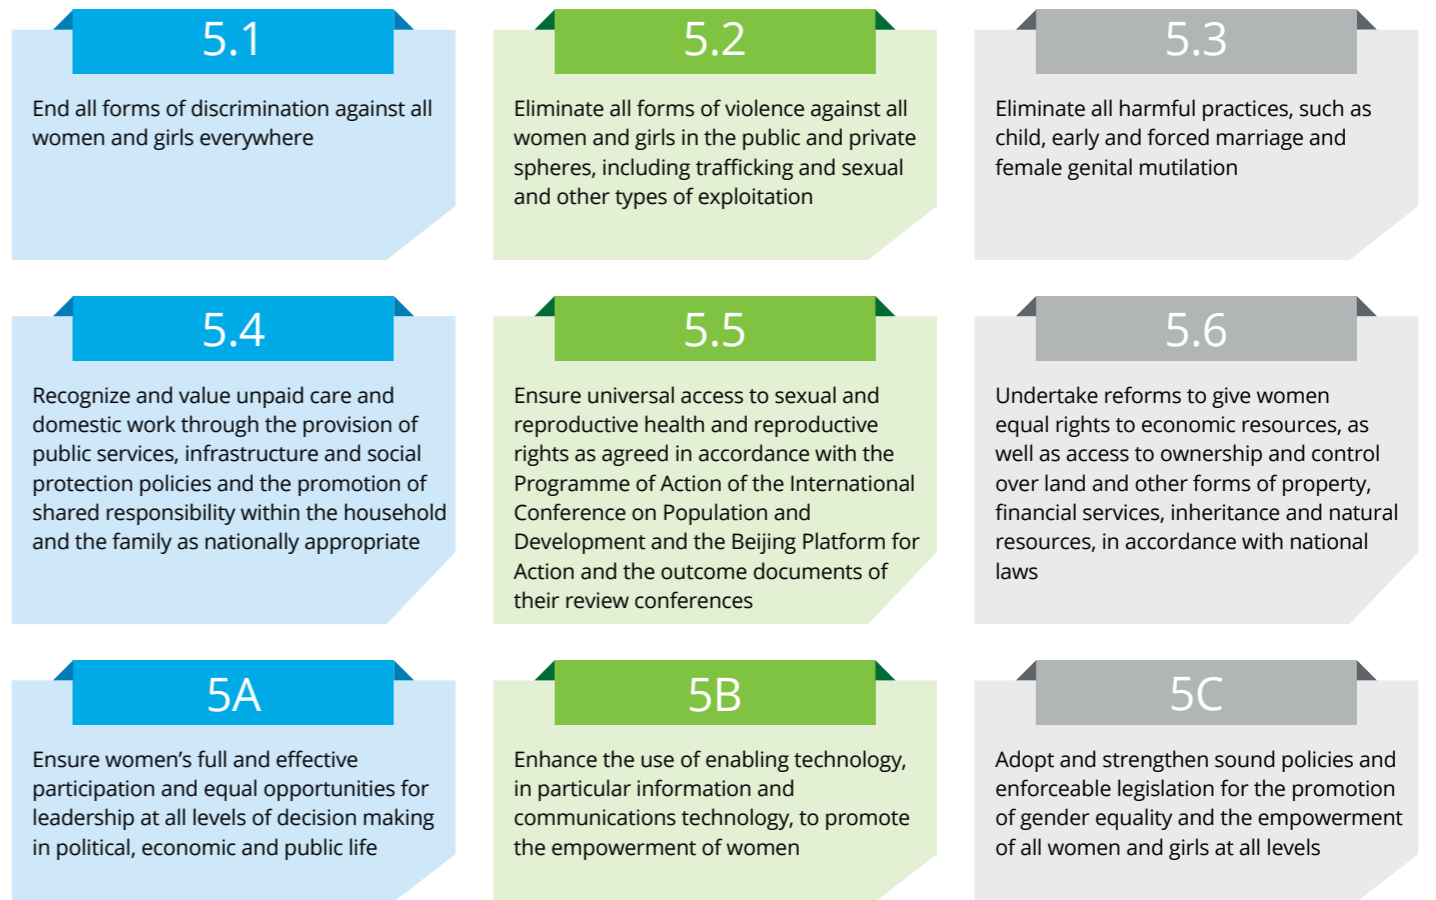 5.1
End all forms of discrimination against all
women and girls everywhere
5.2
Eliminate all forms of violence against all
women and girls in the public and private
spheres, including trafficking and sexual
and other types of exploitation
5.3
Eliminate all harmful practices, such as
child, early and forced marriage and
female genital mutilation
5.4
Recognize and value unpaid care and
domestic work through the provision of
public services, infrastructure and social
protection policies and the promotion of
shared responsibility within the household
and the family as nationally appropriate
5.5
Ensure universal access to sexual and
reproductive health and reproductive
rights as agreed in accordance with the
Programme of Action of the International
Conference on Population and
Development and the Beijing Platform for
Action and the outcome documents of
their review conferences
5.6
Undertake reforms to give women
equal rights to economic resources, as
well as access to ownership and control
over land and other forms of property,
financial services, inheritance and natural
resources, in accordance with national
laws
5A
Ensure women’s full and effective
participation and equal opportunities for
leadership at all levels of decision making
in political, economic and public life
5B
Enhance the use of enabling technology,
in particular information and
communications technology, to promote
the empowerment of women
5C
Adopt and strengthen sound policies and
enforceable legislation for the promotion
of gender equality and the empowerment
of all women and girls at all levels